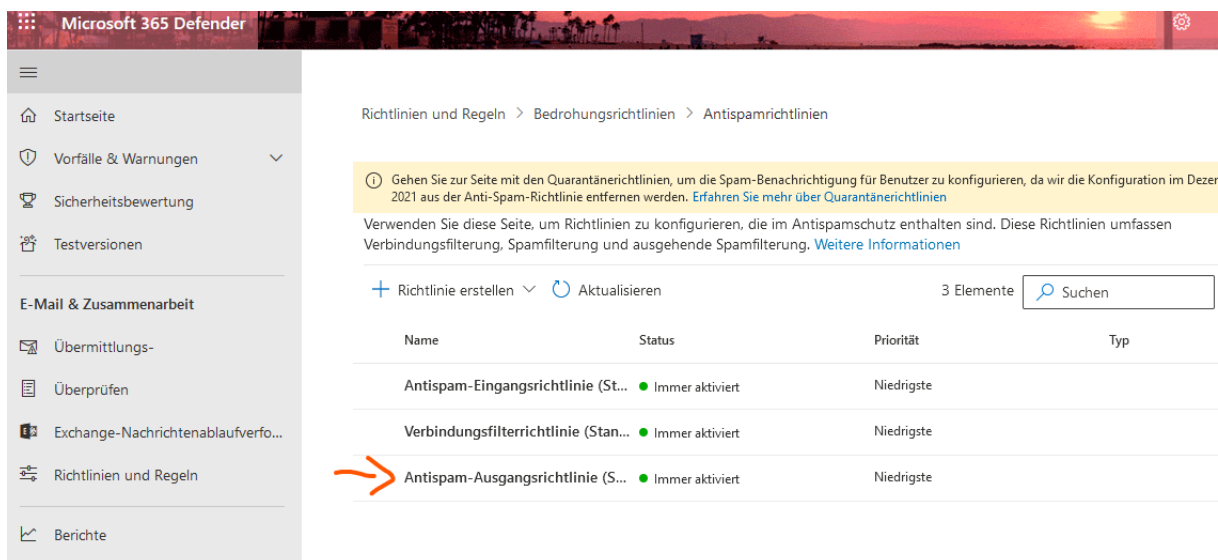 Microsoft 365 Defender
Startseite
Vorfälle & Warnungen
Sicherheitsbewertung
Testversionen
E-Mail & Zusammenarbeit
Übermittlungs-
Überprüfen
Exchange-Nachrichtenablaufverfo...
Richtlinien und Regeln
Berichte
Richtlinien und Regeln > Bedrohungsrichtlinien > Antispamrichtlinien
Gehen Sie zur Seite mit den Quarantänerichtlinien, um die Spam-Benachrichtigung für Benutzer zu konfigurieren, da wir die Konfiguration im Dezer
2021 aus der Anti-Spam-Richtlinie entfernen werden. Erfahren Sie mehr über Quarantänerichtlinien
Verwenden Sie diese Seite, um Richtlinien zu konfigurieren, die im Antispamschutz enthalten sind. Diese Richtlinien umfassen
Verbindungsfilterung, Spamfilterung und ausgehende Spamfilterung. Weitere Informationen
Richtlinie erstellen Aktualisieren 3 Elemente Suchen
Name Status Priorität Typ
Antispam-Eingangsrichtlinie (St... Immer aktiviert Niedrigste
Verbindungsfilterrichtlinie (Stan... Immer aktiviert Niedrigste
Antispam-Ausgangsrichtlinie (S... Immer aktiviert Niedrigste